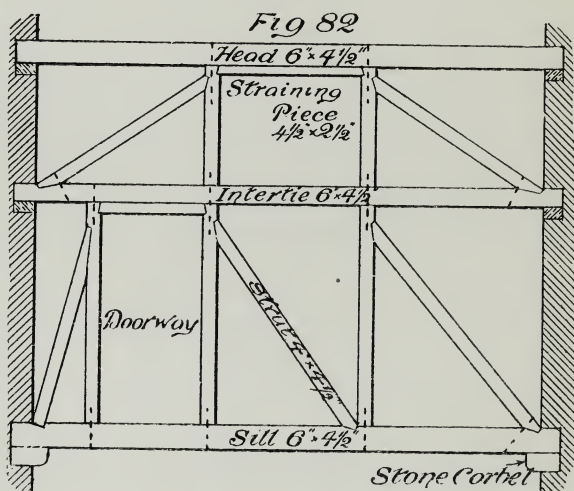 Fig 82
Head 6"×4½"
Straining
Piece
4½"×2½"
Intertie 6"×4½"
Doorway
Strut 4"×4½"
Sill 6"×4½"
Stone Corbel